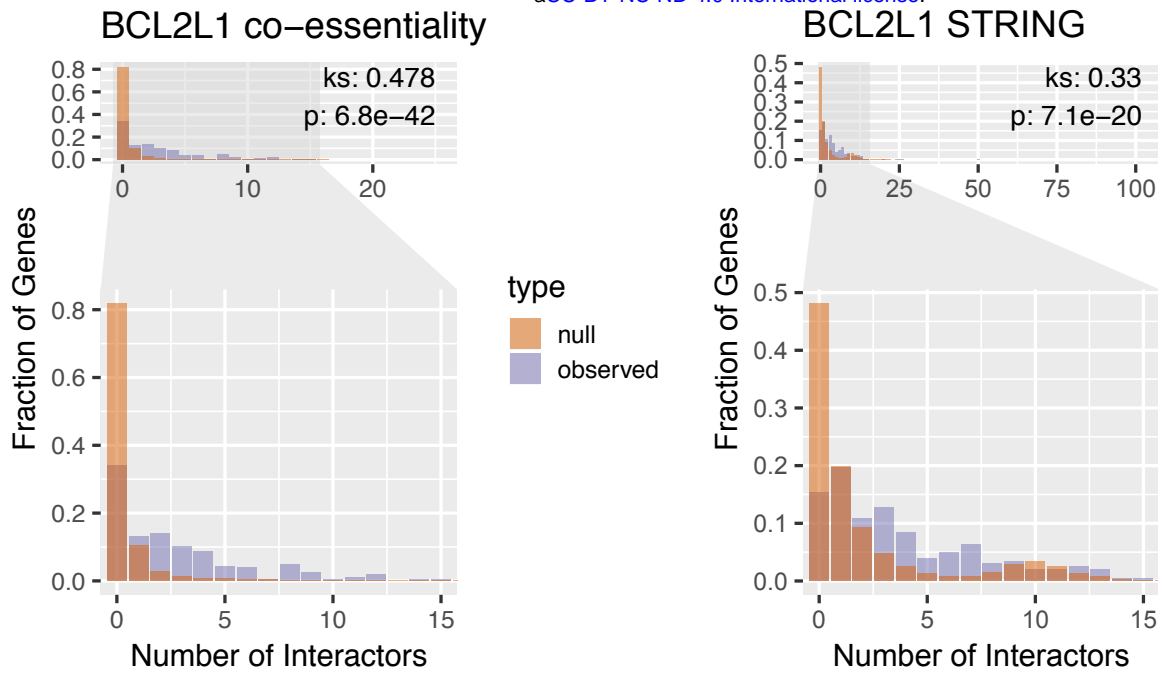 BCL2L1 co-essentiality
BCL2L1 STRING
0.8
0.6
0.4
0.2
0.0
ks: 0.478
p: 6.8e−42
0
10
20
Fraction of Genes
0.8
0.6
0.4
0.2
0.0
0
5
10
15
Number of Interactors
type
null
observed
0.5
0.4
0.3
0.2
0.1
0.0
ks: 0.33
p: 7.1e−20
0
25
50
75
100
Fraction of Genes
0.5
0.4
0.3
0.2
0.1
0.0
0
5
10
15
Number of Interactors